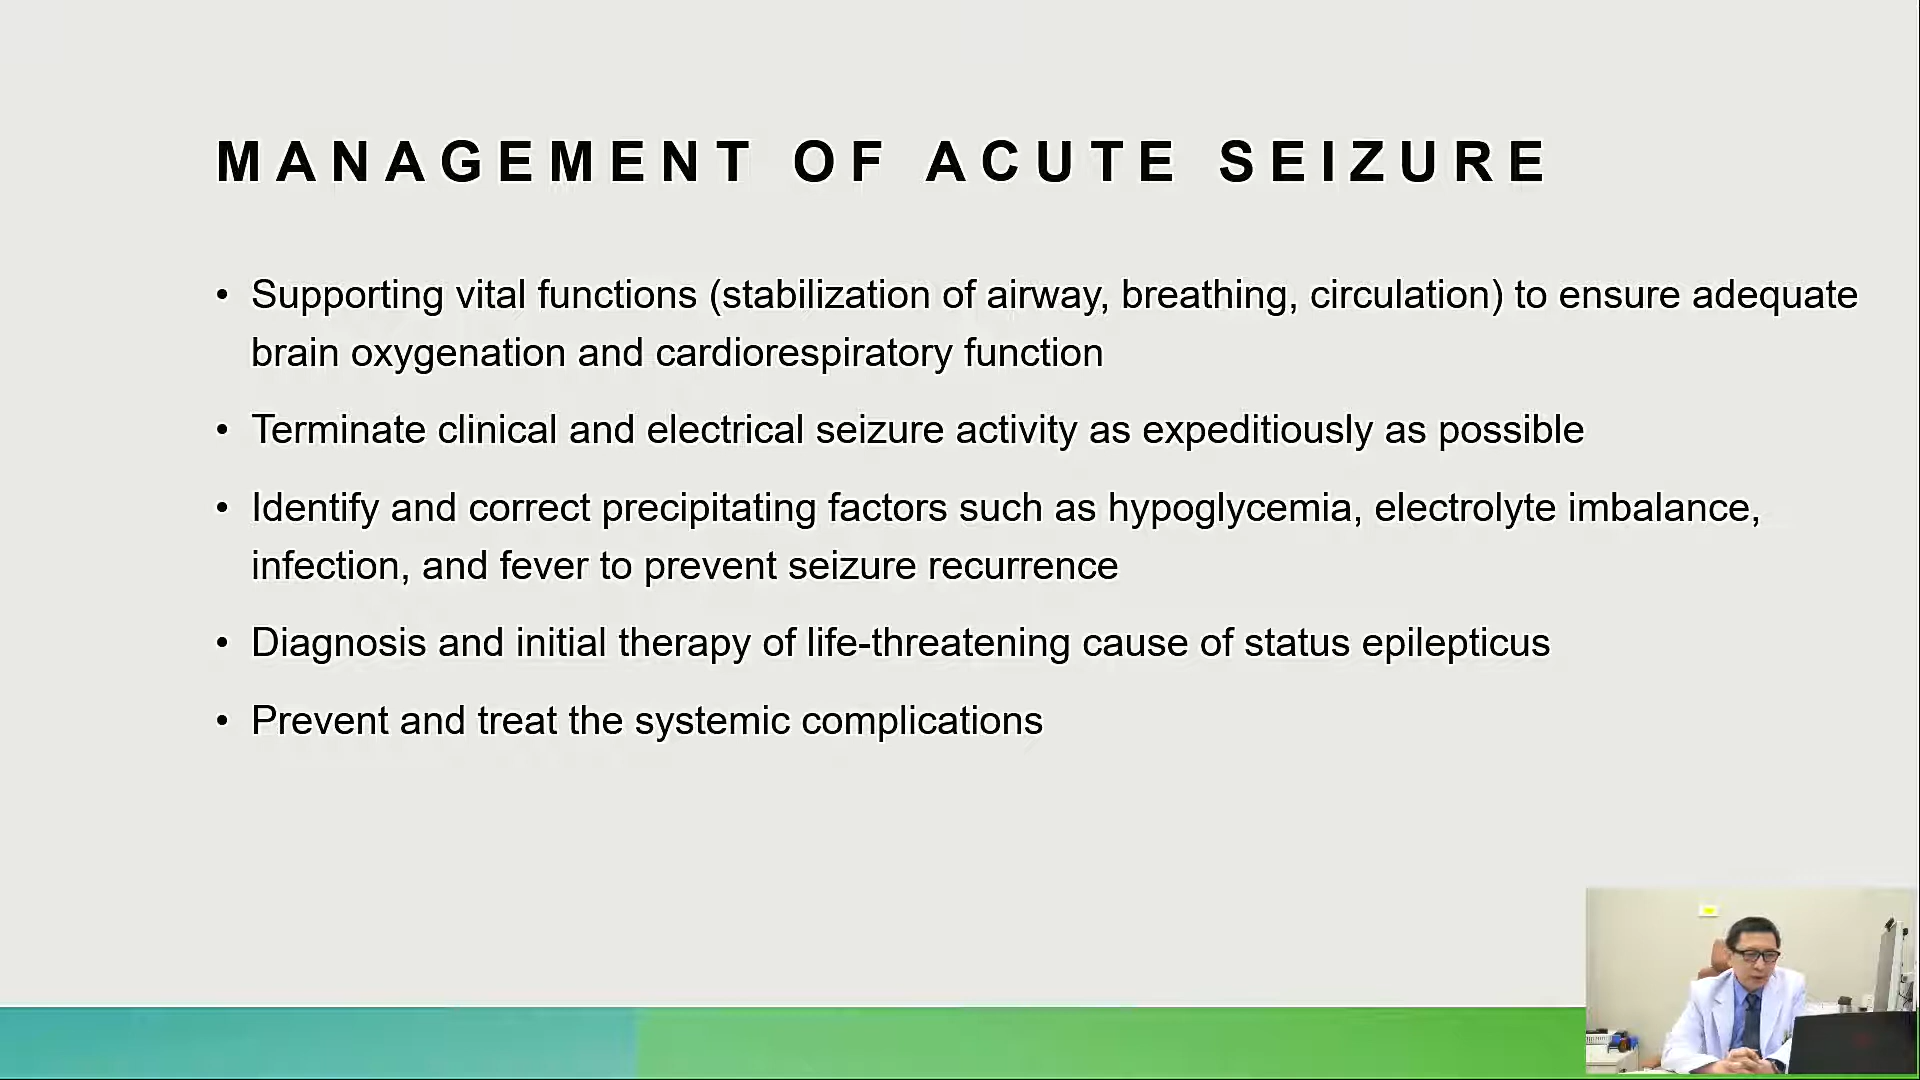 MANAGEMENT OF ACUTE SEIZURE
• Supporting vital functions (stabilization of airway, breathing, circulation) to ensure adequate
brain oxygenation and cardiorespiratory function
• Terminate clinical and electrical seizure activity as expeditiously as possible
• Identify and correct precipitating factors such as hypoglycemia, electrolyte imbalance,
infection, and fever to prevent seizure recurrence
• Diagnosis and initial therapy of life-threatening cause of status epilepticus
• Prevent and treat the systemic complications